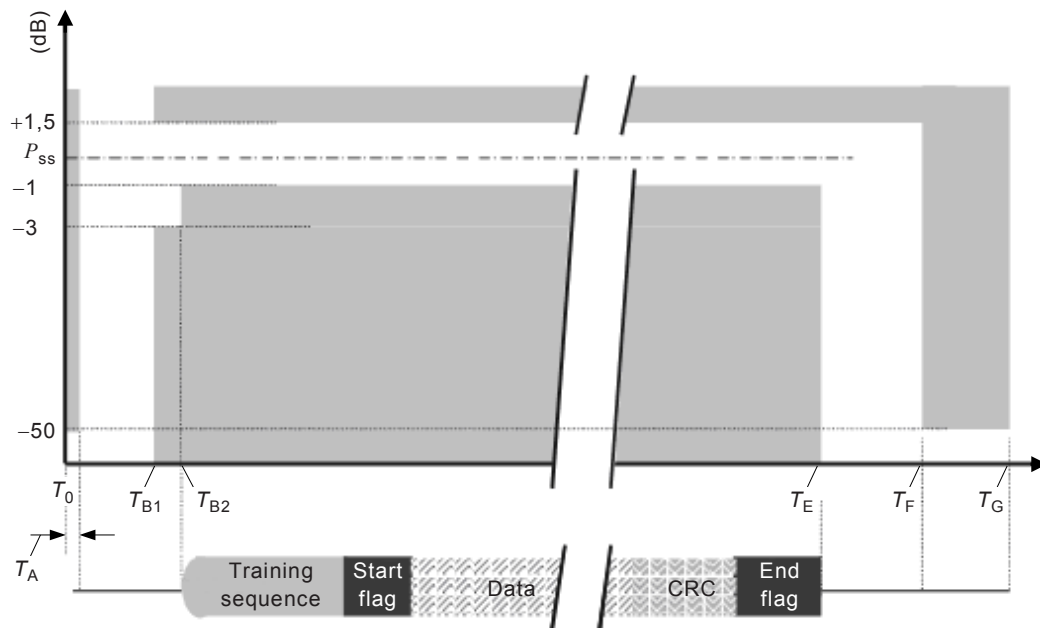 (dB)
+1,5
Pss
−1
−3
−50
T0
TB1
TB2
TE
TF
TG
TA
Training sequence
Start flag
Data
CRC
End flag